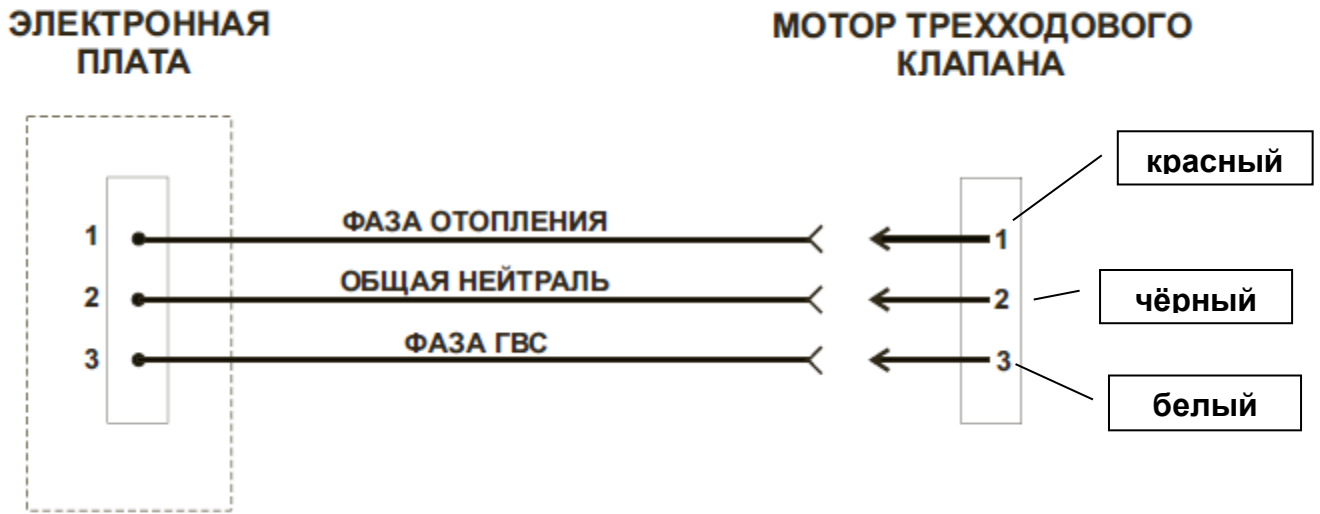 ЭЛЕКТРОННАЯ
ПЛАТА
МОТОР ТРЕХХОДОВОГО
КЛАПАНА
красный
1 ФАЗА ОТОПЛЕНИЯ 1
2 ОБЩАЯ НЕЙТРАЛЬ 2
чёрный
3 ФАЗА ГВС 3
белый